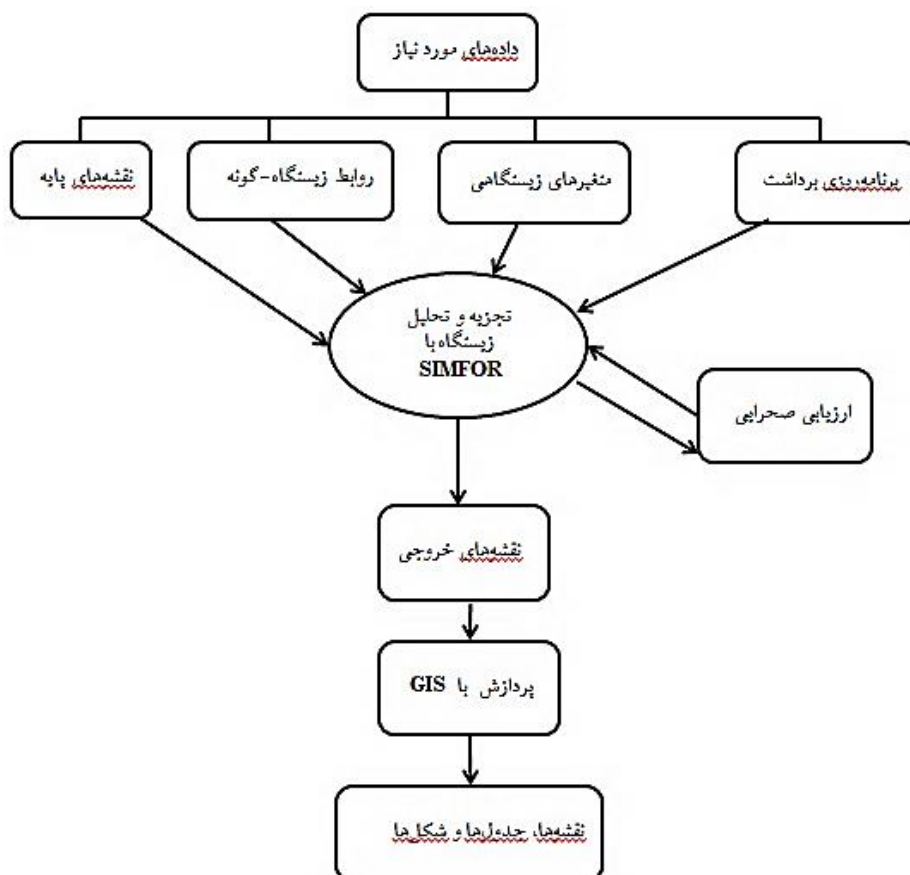 داده‌های مورد نیاز
برنامه‌ریزی برداشت
متغیرهای زیستگاهی
روابط زیستگاه-گونه
نقشه‌های پایه
تجزیه و تحلیل
زیستگاه با
SIMFOR
ارزیابی صحرایی
نقشه‌های خروجی
پردازش با GIS
نقشه‌ها، جدول‌ها و شکل‌ها